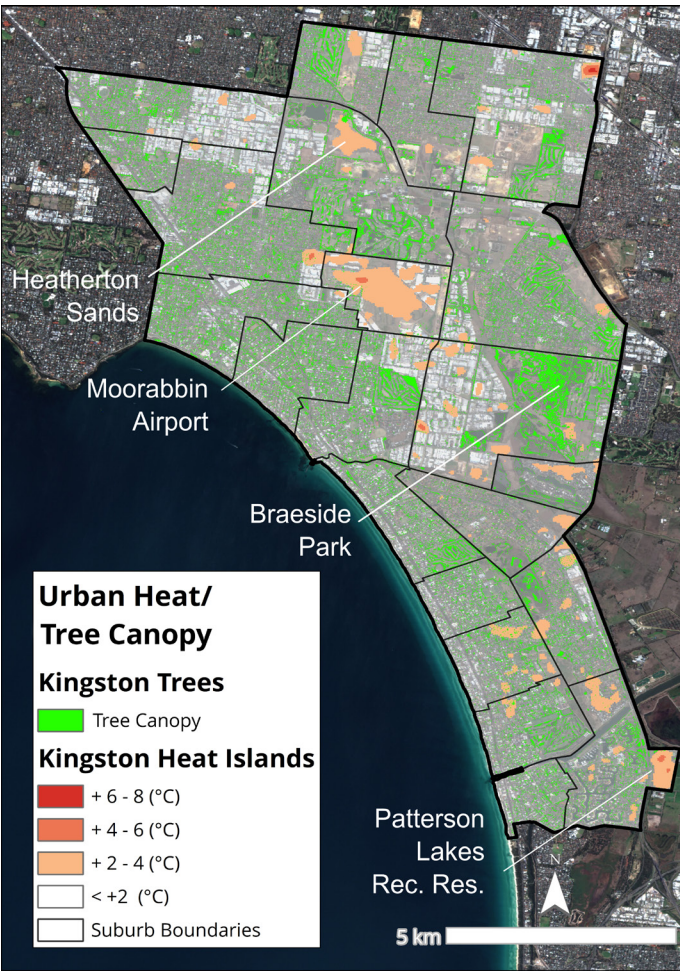 Heatherton
Sands
Moorabbin
Airport
Braeside
Park
Urban Heat/
Tree Canopy
Kingston Trees
Tree Canopy
Kingston Heat Islands
+ 6 - 8 (°C)
+ 4 - 6 (°C)
+ 2 - 4 (°C)
< +2 (°C)
Suburb Boundaries
Patterson
Lakes
Rec. Res.
N
5 km